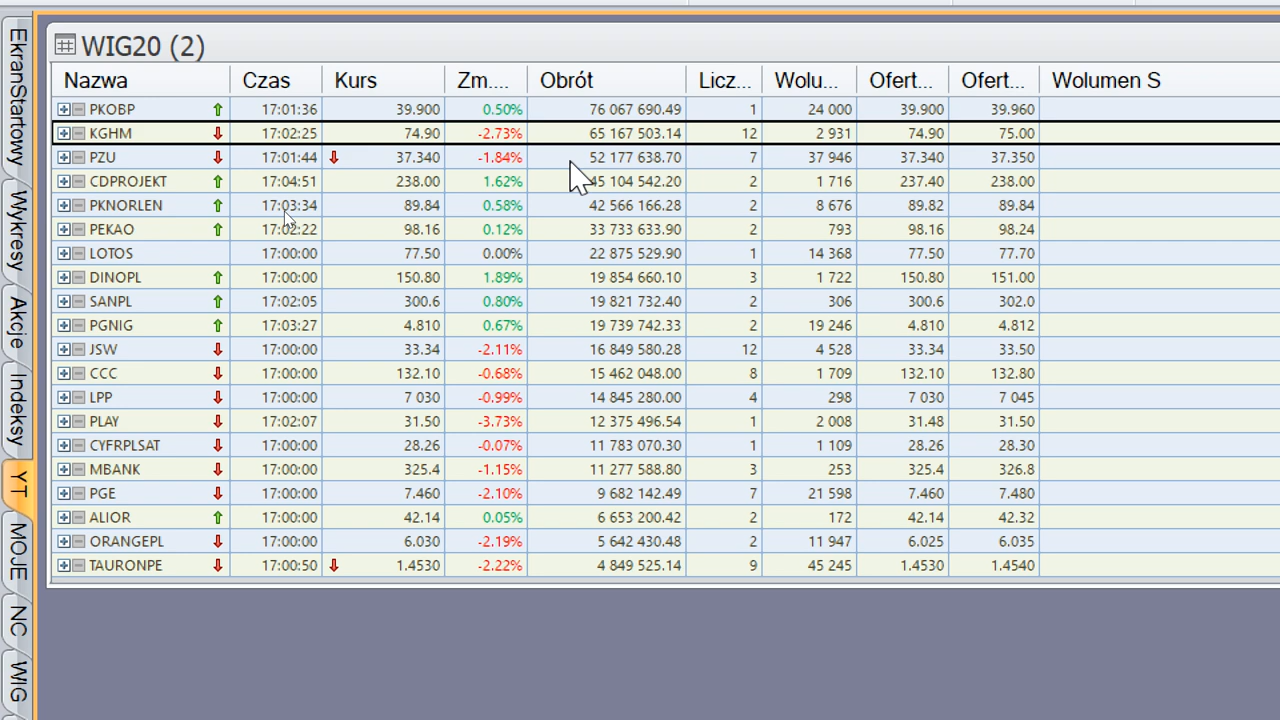 WIG20 (2)
Nazwa Czas Kurs Zm.... Obrót Licz... Wolu... Ofert... Ofert... Wolumen S
PKOBP 17:01:36 39.900 0.50% 76 067 690.49 1 24 000 39.900 39.960
KGHM 17:02:25 74.90 -2.73% 65 167 503.14 12 2 931 74.90 75.00
PZU 17:01:44 37.340 -1.84% 52 177 638.70 7 37 946 37.340 37.350
CDPROJEKT 17:04:51 238.00 1.62% 45 104 542.20 2 1 716 237.40 238.00
PKNORLEN 17:03:34 89.84 0.58% 42 566 166.28 2 8 676 89.82 89.84
PEKAO 17:02:22 98.16 0.12% 33 733 633.90 2 793 98.16 98.24
LOTOS 17:00:00 77.50 0.00% 22 875 529.90 1 14 368 77.50 77.70
DINOPL 17:00:00 150.80 1.89% 19 854 660.10 3 1 722 150.80 151.00
SANPL 17:02:05 300.6 0.80% 19 821 732.40 2 306 300.6 302.0
PGNIG 17:03:27 4.810 0.67% 19 739 742.33 2 19 246 4.810 4.812
JSW 17:00:00 33.34 -2.11% 16 849 580.28 12 4 528 33.34 33.50
CCC 17:00:00 132.10 -0.68% 15 462 048.00 8 1 709 132.10 132.80
LPP 17:00:00 7 030 -0.99% 14 845 280.00 4 298 7 030 7 045
PLAY 17:02:07 31.50 -3.73% 12 375 496.54 1 2 008 31.48 31.50
CYFRPLSAT 17:00:00 28.26 -0.07% 11 783 070.30 1 1 109 28.26 28.30
MBANK 17:00:00 325.4 -1.15% 11 277 588.80 3 253 325.4 326.8
PGE 17:00:00 7.460 -2.10% 9 682 142.49 7 21 598 7.460 7.480
ALIOR 17:00:00 42.14 0.05% 6 653 200.42 2 172 42.14 42.32
ORANGEPL 17:00:00 6.030 -2.19% 5 642 430.48 2 11 947 6.025 6.035
TAURONPE 17:00:50 1.4530 -2.22% 4 849 525.14 9 45 245 1.4530 1.4540
EkranStartowy
Wykresy
Akcje
Indeksy
YT
MOJE
NC
WIG